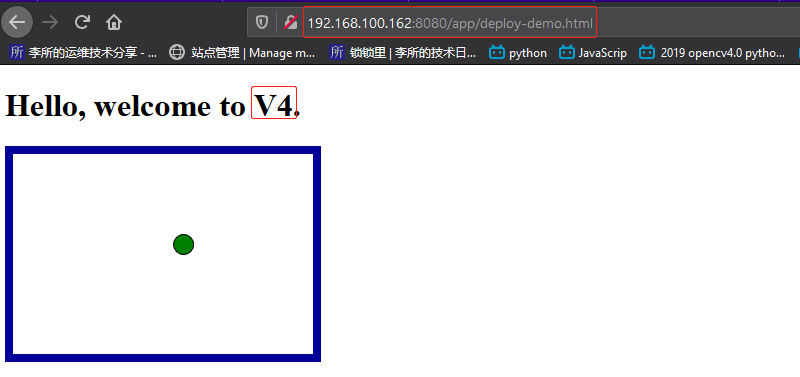 192.168.100.162:8080/app/deploy-demo.html
所 李所的运维技术分享 - ... 站点管理 | Manage m... 所 锁锁里 | 李所的技术日... python JavaScrip 2019 opencv4.0 pytho...
Hello, welcome to V4.